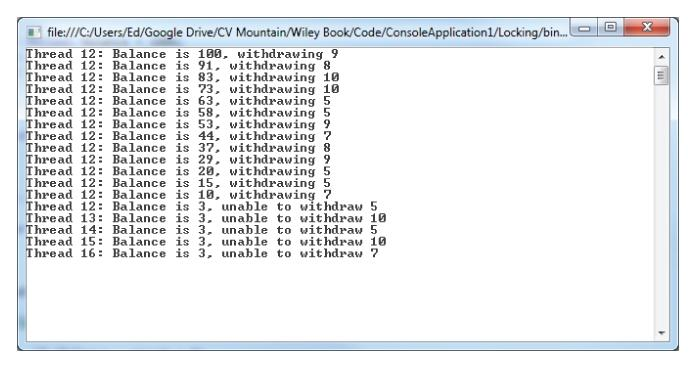 file:///C:/Users/Ed/Google Drive/CV Mountain/Wiley Book/Code/ConsoleApplication1/Locking/bin...
Thread 12: Balance is 100, withdrawing 9
Thread 12: Balance is 91, withdrawing 8
Thread 12: Balance is 83, withdrawing 10
Thread 12: Balance is 73, withdrawing 10
Thread 12: Balance is 63, withdrawing 5
Thread 12: Balance is 58, withdrawing 5
Thread 12: Balance is 53, withdrawing 9
Thread 12: Balance is 44, withdrawing 7
Thread 12: Balance is 37, withdrawing 8
Thread 12: Balance is 29, withdrawing 9
Thread 12: Balance is 20, withdrawing 5
Thread 12: Balance is 15, withdrawing 5
Thread 12: Balance is 10, withdrawing 7
Thread 12: Balance is 3, unable to withdraw 5
Thread 13: Balance is 3, unable to withdraw 10
Thread 14: Balance is 3, unable to withdraw 5
Thread 15: Balance is 3, unable to withdraw 10
Thread 16: Balance is 3, unable to withdraw 7